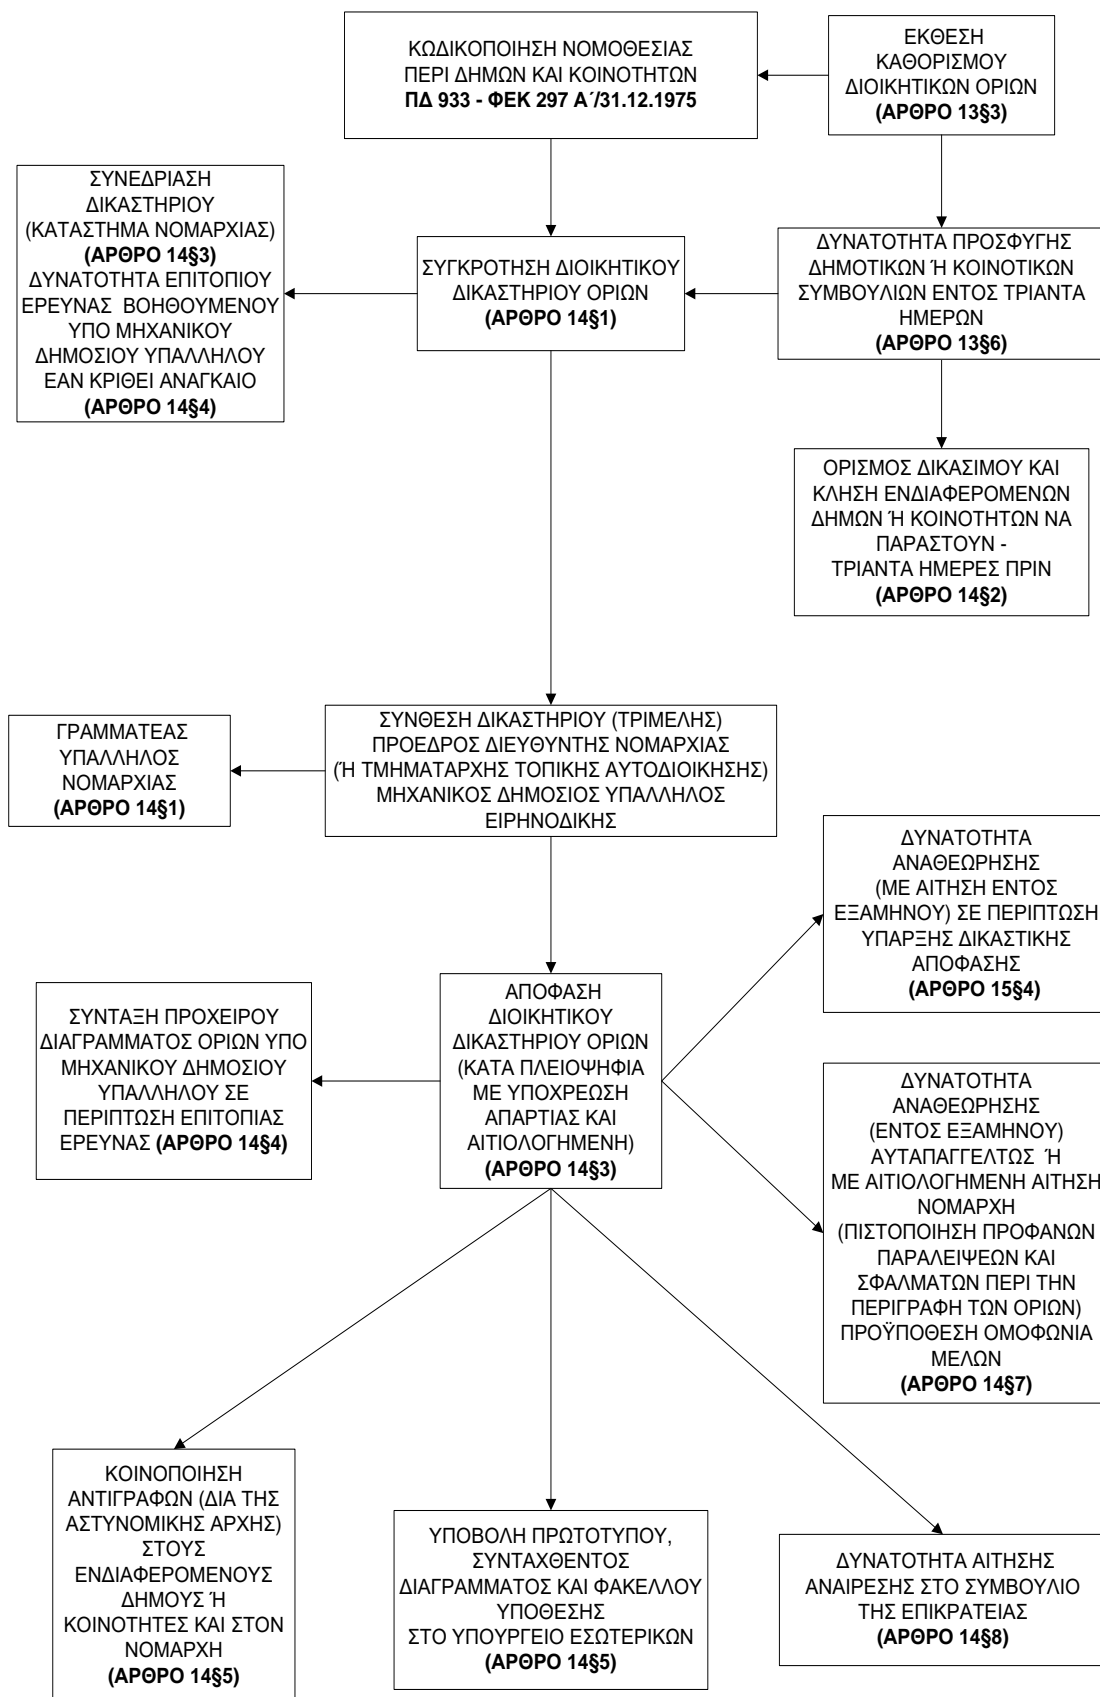 ΚΩΔΙΚΟΠΟΙΗΣΗ ΝΟΜΟΘΕΣΙΑΣ
ΠΕΡΙ ΔΗΜΩΝ ΚΑΙ ΚΟΙΝΟΤΗΤΩΝ
ΠΔ 933 - ΦΕΚ 297 Α΄/31.12.1975
ΕΚΘΕΣΗ
ΚΑΘΟΡΙΣΜΟΥ
ΔΙΟΙΚΗΤΙΚΩΝ ΟΡΙΩΝ
(ΑΡΘΡΟ 13§3)
ΣΥΝΕΔΡΙΑΣΗ
ΔΙΚΑΣΤΗΡΙΟΥ
(ΚΑΤΑΣΤΗΜΑ ΝΟΜΑΡΧΙΑΣ)
(ΑΡΘΡΟ 14§3)
ΔΥΝΑΤΟΤΗΤΑ ΕΠΙΤΟΠΙΟΥ
ΕΡΕΥΝΑΣ ΒΟΗΘΟΥΜΕΝΟΥ
ΥΠΟ ΜΗΧΑΝΙΚΟΥ
ΔΗΜΟΣΙΟΥ ΥΠΑΛΛΗΛΟΥ
ΕΑΝ ΚΡΙΘΕΙ ΑΝΑΓΚΑΙΟ
(ΑΡΘΡΟ 14§4)
ΣΥΓΚΡΟΤΗΣΗ ΔΙΟΙΚΗΤΙΚΟΥ
ΔΙΚΑΣΤΗΡΙΟΥ ΟΡΙΩΝ
(ΑΡΘΡΟ 14§1)
ΔΥΝΑΤΟΤΗΤΑ ΠΡΟΣΦΥΓΗΣ
ΔΗΜΟΤΙΚΩΝ Ή ΚΟΙΝΟΤΙΚΩΝ
ΣΥΜΒΟΥΛΙΩΝ ΕΝΤΟΣ ΤΡΙΑΝΤΑ
ΗΜΕΡΩΝ
(ΑΡΘΡΟ 13§6)
ΟΡΙΣΜΟΣ ΔΙΚΑΣΙΜΟΥ ΚΑΙ
ΚΛΗΣΗ ΕΝΔΙΑΦΕΡΟΜΕΝΩΝ
ΔΗΜΩΝ Ή ΚΟΙΝΟΤΗΤΩΝ ΝΑ
ΠΑΡΑΣΤΟΥΝ -
ΤΡΙΑΝΤΑ ΗΜΕΡΕΣ ΠΡΙΝ
(ΑΡΘΡΟ 14§2)
ΓΡΑΜΜΑΤΕΑΣ
ΥΠΑΛΛΗΛΟΣ
ΝΟΜΑΡΧΙΑΣ
(ΑΡΘΡΟ 14§1)
ΣΥΝΘΕΣΗ ΔΙΚΑΣΤΗΡΙΟΥ (ΤΡΙΜΕΛΗΣ)
ΠΡΟΕΔΡΟΣ ΔΙΕΥΘΥΝΤΗΣ ΝΟΜΑΡΧΙΑΣ
(Ή ΤΜΗΜΑΤΑΡΧΗΣ ΤΟΠΙΚΗΣ ΑΥΤΟΔΙΟΙΚΗΣΗΣ)
ΜΗΧΑΝΙΚΟΣ ΔΗΜΟΣΙΟΣ ΥΠΑΛΛΗΛΟΣ
ΕΙΡΗΝΟΔΙΚΗΣ
ΔΥΝΑΤΟΤΗΤΑ
ΑΝΑΘΕΩΡΗΣΗΣ
(ΜΕ ΑΙΤΗΣΗ ΕΝΤΟΣ
ΕΞΑΜΗΝΟΥ) ΣΕ ΠΕΡΙΠΤΩΣΗ
ΥΠΑΡΞΗΣ ΔΙΚΑΣΤΙΚΗΣ
ΑΠΟΦΑΣΗΣ
(ΑΡΘΡΟ 15§4)
ΣΥΝΤΑΞΗ ΠΡΟΧΕΙΡΟΥ
ΔΙΑΓΡΑΜΜΑΤΟΣ ΟΡΙΩΝ ΥΠΟ
ΜΗΧΑΝΙΚΟΥ ΔΗΜΟΣΙΟΥ
ΥΠΑΛΛΗΛΟΥ ΣΕ
ΠΕΡΙΠΤΩΣΗ ΕΠΙΤΟΠΙΑΣ
ΕΡΕΥΝΑΣ (ΑΡΘΡΟ 14§4)
ΑΠΟΦΑΣΗ
ΔΙΟΙΚΗΤΙΚΟΥ
ΔΙΚΑΣΤΗΡΙΟΥ ΟΡΙΩΝ
(ΚΑΤΑ ΠΛΕΙΟΨΗΦΙΑ
ΜΕ ΥΠΟΧΡΕΩΣΗ
ΑΠΑΡΤΙΑΣ ΚΑΙ
ΑΙΤΙΟΛΟΓΗΜΕΝΗ)
(ΑΡΘΡΟ 14§3)
ΔΥΝΑΤΟΤΗΤΑ
ΑΝΑΘΕΩΡΗΣΗΣ
(ΕΝΤΟΣ ΕΞΑΜΗΝΟΥ)
ΑΥΤΑΠΑΓΓΕΛΤΩΣ Ή
ΜΕ ΑΙΤΙΟΛΟΓΗΜΕΝΗ ΑΙΤΗΣΗ
ΝΟΜΑΡΧΗ
(ΠΙΣΤΟΠΟΙΗΣΗ ΠΡΟΦΑΝΩΝ
ΠΑΡΑΛΕΙΨΕΩΝ ΚΑΙ
ΣΦΑΛΜΑΤΩΝ ΠΕΡΙ ΤΗΝ
ΠΕΡΙΓΡΑΦΗ ΤΩΝ ΟΡΙΩΝ)
ΠΡΟΫΠΟΘΕΣΗ ΟΜΟΦΩΝΙΑ
ΜΕΛΩΝ
(ΑΡΘΡΟ 14§7)
ΚΟΙΝΟΠΟΙΗΣΗ
ΑΝΤΙΓΡΑΦΩΝ (ΔΙΑ ΤΗΣ
ΑΣΤΥΝΟΜΙΚΗΣ ΑΡΧΗΣ)
ΣΤΟΥΣ
ΕΝΔΙΑΦΕΡΟΜΕΝΟΥΣ
ΔΗΜΟΥΣ Ή
ΚΟΙΝΟΤΗΤΕΣ ΚΑΙ ΣΤΟΝ
ΝΟΜΑΡΧΗ
(ΑΡΘΡΟ 14§5)
ΥΠΟΒΟΛΗ ΠΡΩΤΟΤΥΠΟΥ,
ΣΥΝΤΑΧΘΕΝΤΟΣ
ΔΙΑΓΡΑΜΜΑΤΟΣ ΚΑΙ ΦΑΚΕΛΛΟΥ
ΥΠΟΘΕΣΗΣ
ΣΤΟ ΥΠΟΥΡΓΕΙΟ ΕΣΩΤΕΡΙΚΩΝ
(ΑΡΘΡΟ 14§5)
ΔΥΝΑΤΟΤΗΤΑ ΑΙΤΗΣΗΣ
ΑΝΑΙΡΕΣΗΣ ΣΤΟ ΣΥΜΒΟΥΛΙΟ
ΤΗΣ ΕΠΙΚΡΑΤΕΙΑΣ
(ΑΡΘΡΟ 14§8)